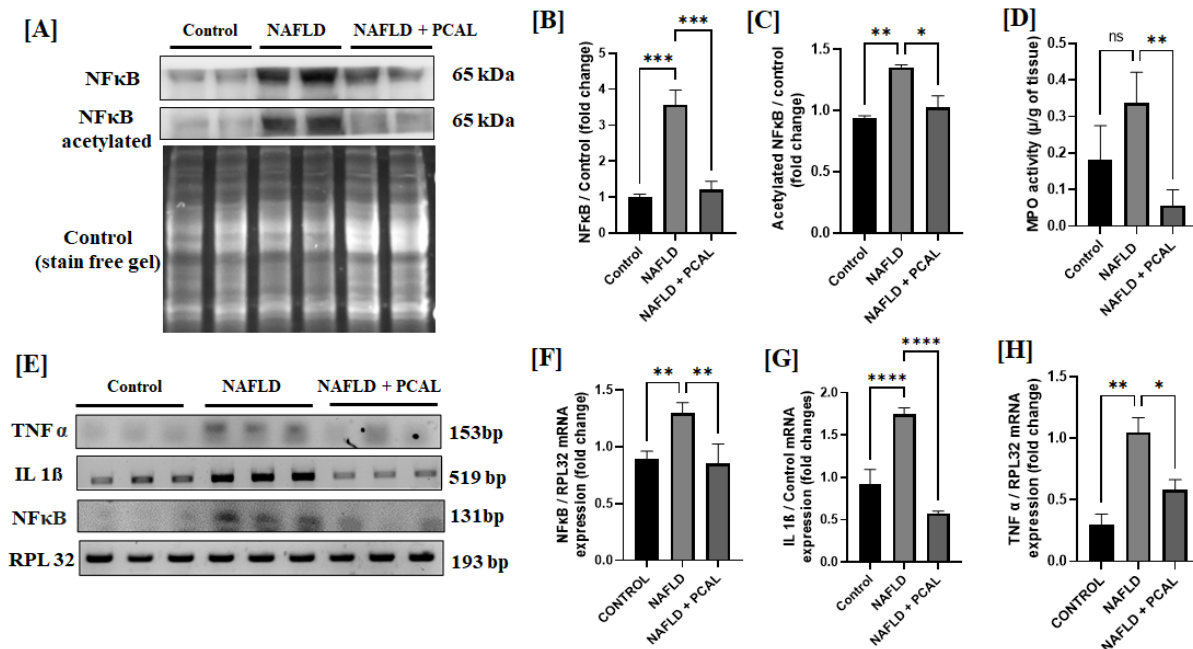 [A]
Control NAFLD NAFLD + PCAL
NFκB 65 kDa
NFκB
acetylated 65 kDa
Control
(stain free gel)
[B]
NFκB / Control (fold change)
5
4
3
2
1
0
*** ***
Control NAFLD NAFLD + PCAL
[C]
Acetylated NFκB / control
(fold change)
1.5
1.0
0.5
0.0
** *
Control NAFLD NAFLD + PCAL
[D]
MPO activity (µ/g of tissue)
0.5
0.4
0.3
0.2
0.1
0.0
ns **
Control NAFLD NAFLD + PCAL
[E]
Control NAFLD NAFLD + PCAL
TNF α 153bp
IL 1ß 519 bp
NFκB 131bp
RPL 32 193 bp
[F]
NFκB / RPL32 mRNA
expression (fold change)
1.5
1.0
0.5
0.0
** **
CONTROL NAFLD NAFLD + PCAL
[G]
IL 1ß / Control mRNA
expression (fold changes)
2.0
1.5
1.0
0.5
0.0
**** ****
Control NAFLD NAFLD + PCAL
[H]
TNF α / RPL32 mRNA
expression (fold change)
1.5
1.0
0.5
0.0
** *
CONTROL NAFLD NAFLD + PCAL